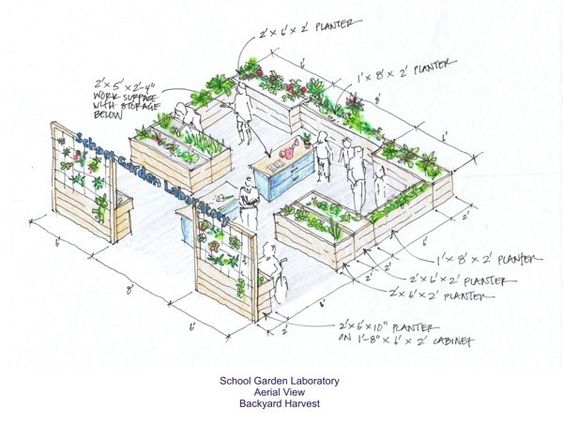 2' x 6' x 2' PLANTER
1' x 8' x 2' PLANTER
2' x 5' x 2'-4"
WORK SURFACE
WITH STORAGE
BELOW
6'
8'
School Garden Laboratory
6'
8'
6'
2'
2'
2'
1'
1' x 8' x 2' PLANTER
2' x 6' x 2' PLANTER
2' x 6' x 2' PLANTER
2' x 6' x 10" PLANTER
ON 1'-8" x 6' x 2' CABINET
School Garden Laboratory
Aerial View
Backyard Harvest